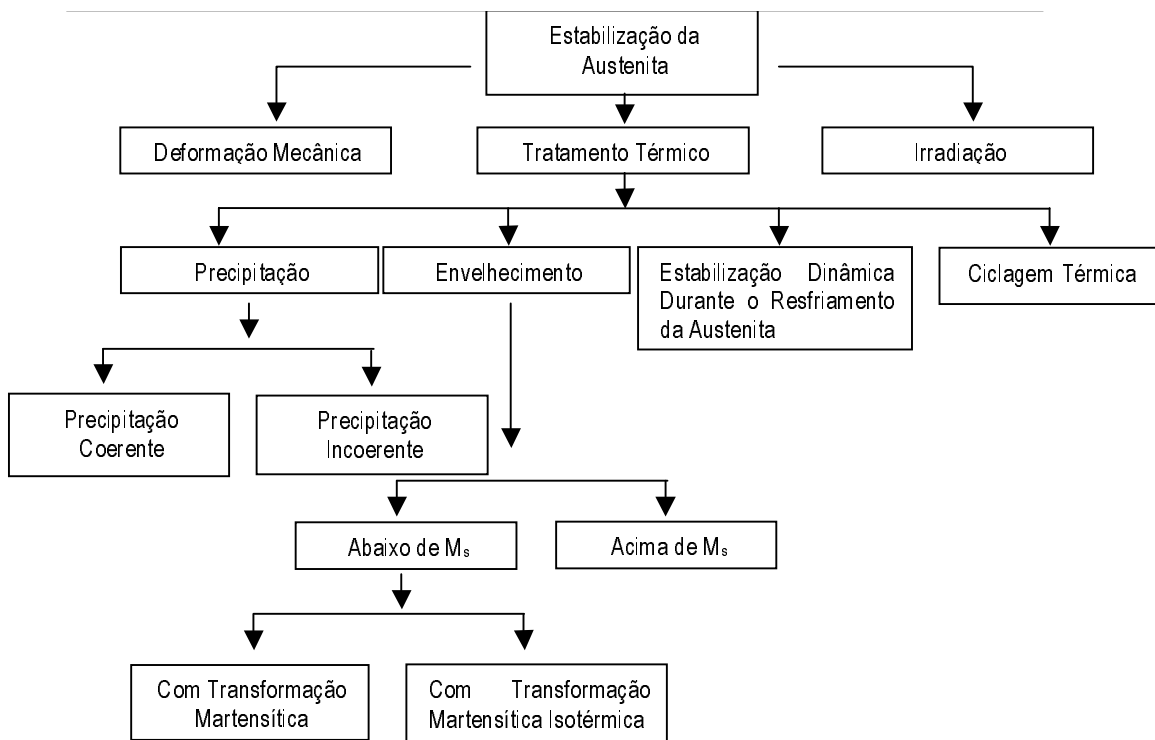 Estabilização da
Austenita
Deformação Mecânica
Tratamento Térmico
Irradiação
Precipitação
Envelhecimento
Estabilização Dinâmica
Durante o Resfriamento
da Austenita
Ciclagem Térmica
Precipitação
Coerente
Precipitação
Incoerente
Abaixo de Ms
Acima de Ms
Com Transformação
Martensítica
Com Transformação
Martensítica Isotérmica